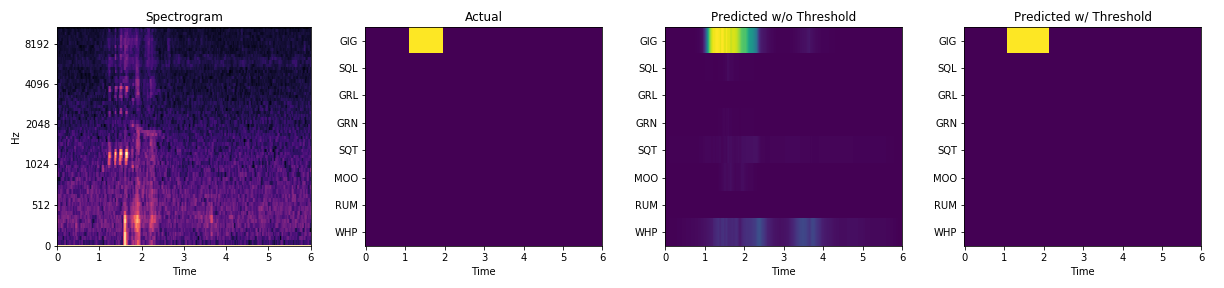 Spectrogram
Hz
8192
4096
2048
1024
512
0
0 1 2 3 4 5 6
Time
Actual
GIG
SQL
GRL
GRN
SQT
MOO
RUM
WHP
0 1 2 3 4 5 6
Time
Predicted w/o Threshold
GIG
SQL
GRL
GRN
SQT
MOO
RUM
WHP
0 1 2 3 4 5 6
Time
Predicted w/ Threshold
GIG
SQL
GRL
GRN
SQT
MOO
RUM
WHP
0 1 2 3 4 5 6
Time